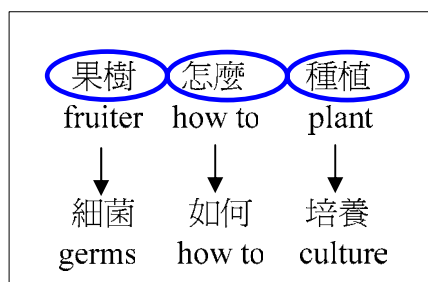 果樹 怎麼 種植
fruiter how to plant
細菌 如何 培養
germs how to culture